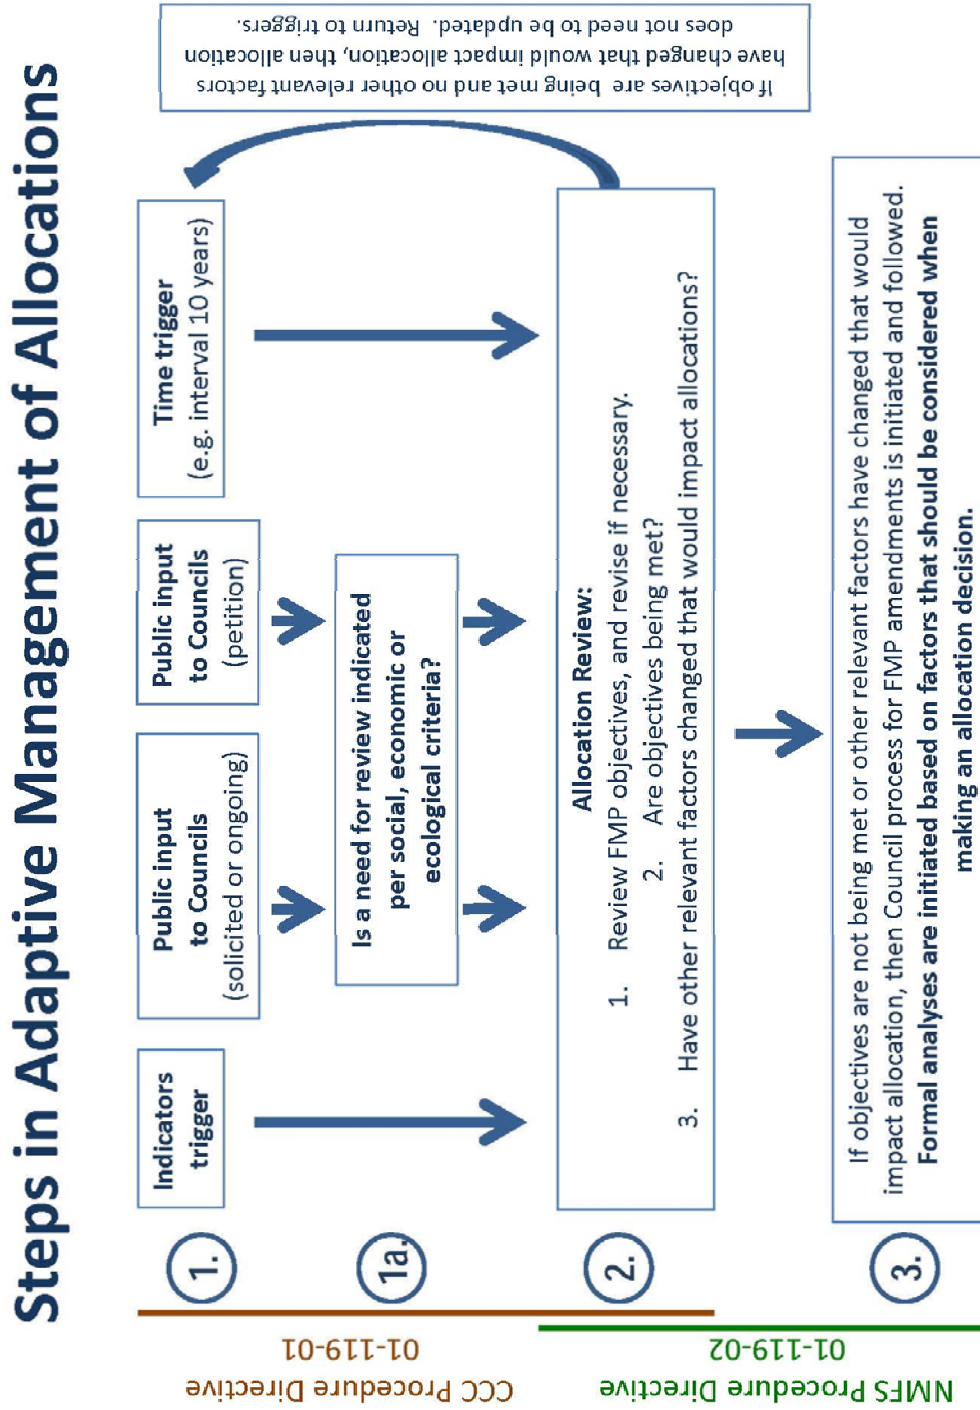 Steps in Adaptive Management of Allocations
CCC Procedure Directive
01-119-01
NMFS Procedure Directive
01-119-02
1.
Indicators
trigger
Public input
to Councils
(solicited or ongoing)
Public input
to Councils
(petition)
Time trigger
(e.g. interval 10 years)
1a.
Is a need for review indicated
per social, economic or
ecological criteria?
2.
Allocation Review:
1. Review FMP objectives, and revise if necessary.
2. Are objectives being met?
3. Have other relevant factors changed that would impact allocations?
If objectives are being met and no other relevant factors
have changed that would impact allocation, then allocation
does not need to be updated. Return to triggers.
3.
If objectives are not being met or other relevant factors have changed that would
impact allocation, then Council process for FMP amendments is initiated and followed.
Formal analyses are initiated based on factors that should be considered when
making an allocation decision.